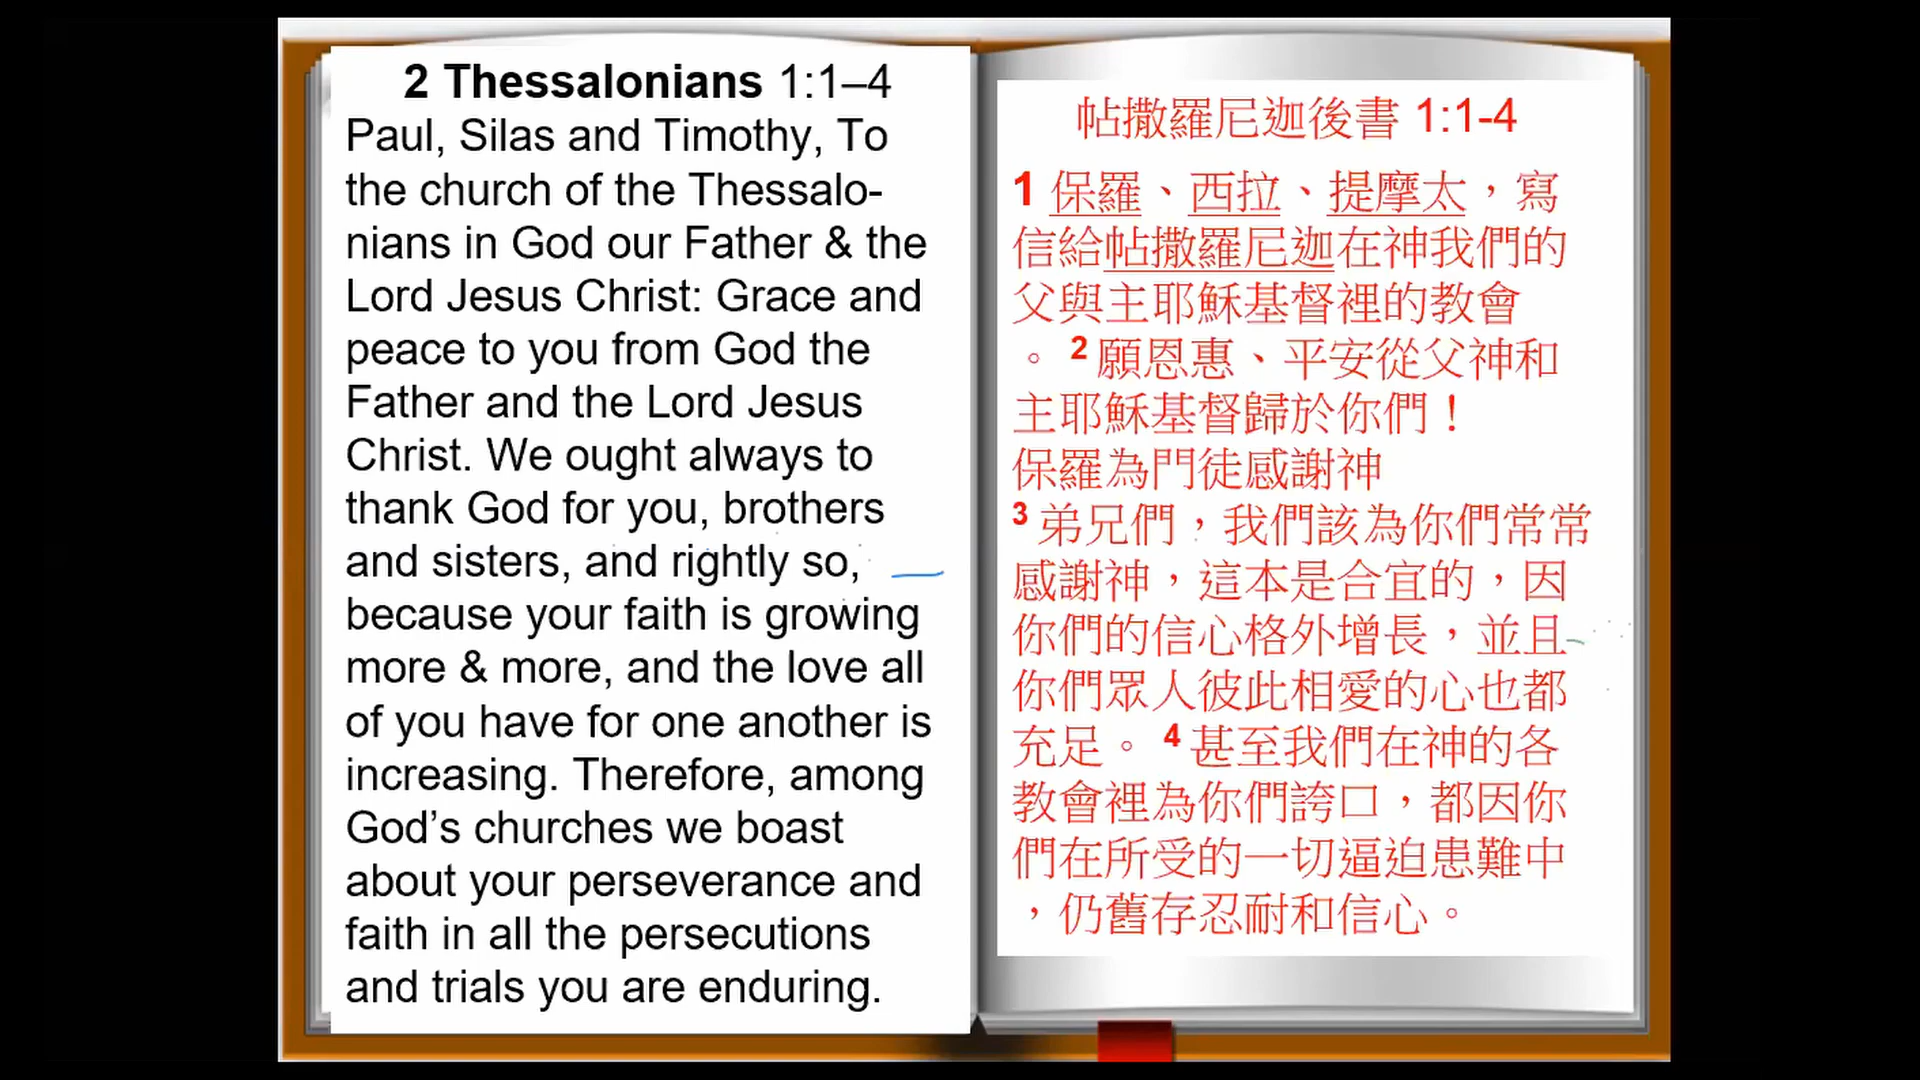 2 Thessalonians 1:1–4
Paul, Silas and Timothy, To
the church of the Thessalo-
nians in God our Father & the
Lord Jesus Christ: Grace and
peace to you from God the
Father and the Lord Jesus
Christ. We ought always to
thank God for you, brothers
and sisters, and rightly so,
because your faith is growing
more & more, and the love all
of you have for one another is
increasing. Therefore, among
God’s churches we boast
about your perseverance and
faith in all the persecutions
and trials you are enduring.
帖撒羅尼迦後書 1:1-4
1 保羅、西拉、提摩太，寫
信給帖撒羅尼迦在神我們的
父與主耶穌基督裡的教會
。 2 願恩惠、平安從父神和
主耶穌基督歸於你們！
保羅為門徒感謝神
3 弟兄們，我們該為你們常常
感謝神，這本是合宜的，因
你們的信心格外增長，並且
你們眾人彼此相愛的心也都
充足。 4 甚至我們在神的各
教會裡為你們誇口，都因你
們在所受的一切逼迫患難中
，仍舊存忍耐和信心。